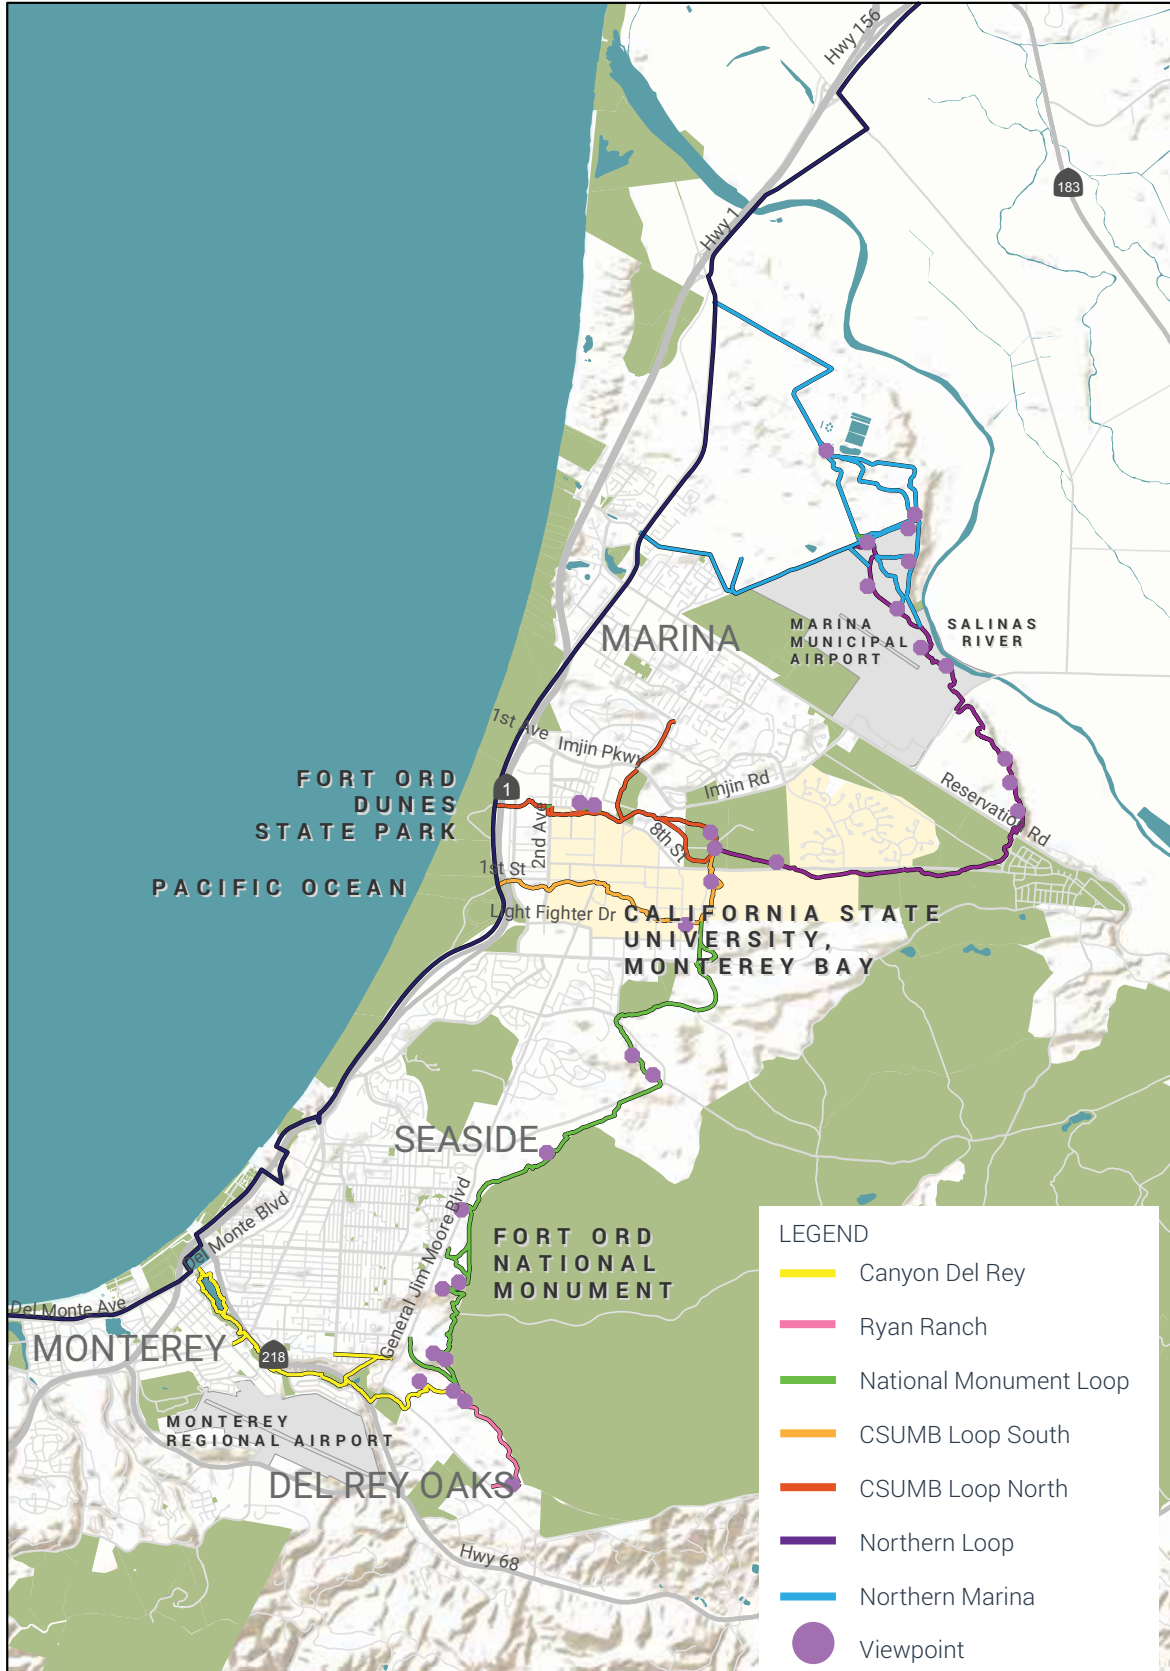 Hwy 156
183
Hwy 1
MARINA
MARINA
MUNICIPAL
AIRPORT
SALINAS
RIVER
1st Ave
Imjin Pkwy
Imjin Rd
Reservation Rd
FORT ORD
DUNES
STATE PARK
1
2nd Ave
8th St
PACIFIC OCEAN
1st St
Light Fighter Dr
CALIFORNIA STATE
UNIVERSITY,
MONTEREY BAY
SEASIDE
Del Monte Blvd
General Jim Moore Blvd
FORT ORD
NATIONAL
MONUMENT
Del Monte Ave
MONTEREY
218
MONTEREY
REGIONAL AIRPORT
DEL REY OAKS
Hwy 68
LEGEND
Canyon Del Rey
Ryan Ranch
National Monument Loop
CSUMB Loop South
CSUMB Loop North
Northern Loop
Northern Marina
Viewpoint